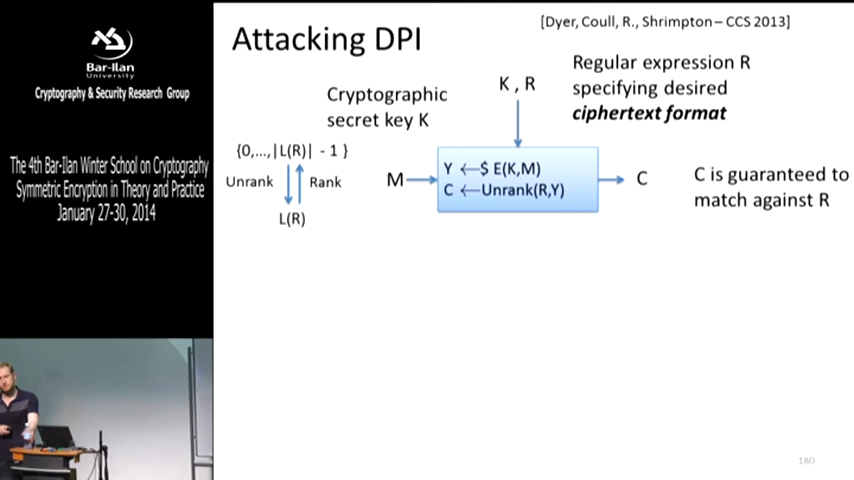 Bar-Ilan
University
Cryptography & Security Research Group
The 4th Bar-Ilan Winter School on Cryptography
Symmetric Encryption in Theory and Practice
January 27-30, 2014
[Dyer, Coull, R., Shrimpton – CCS 2013]
Attacking DPI
Cryptographic
secret key K
K , R
Regular expression R
specifying desired
ciphertext format
{0,...,|L(R)| - 1 }
Unrank
Rank
L(R)
M
Y ←$ E(K,M)
C ←Unrank(R,Y)
C
C is guaranteed to
match against R
180